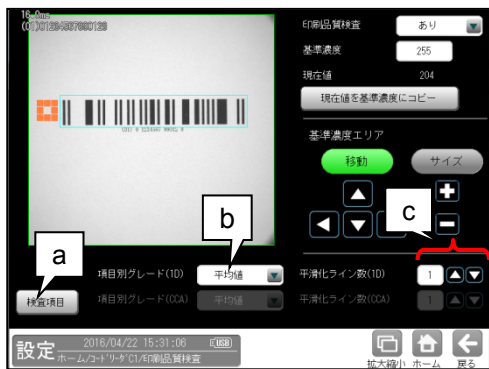 16.0ms
(01)01234567890128
印刷品質検査 あり
基準濃度 255
現在値 204
現在値を基準濃度にコピー
基準濃度エリア
移動 サイズ
a
b
c
項目別グレード(1D) 平均値
平滑化ライン数(1D) 1
検査項目
項目別グレード(CCA) 平均値
平滑化ライン数(CCA) 1
設定 2016/04/22 15:31:06 USB
ホーム/コードリーダC1/印刷品質検査
拡大縮小 ホーム 戻る